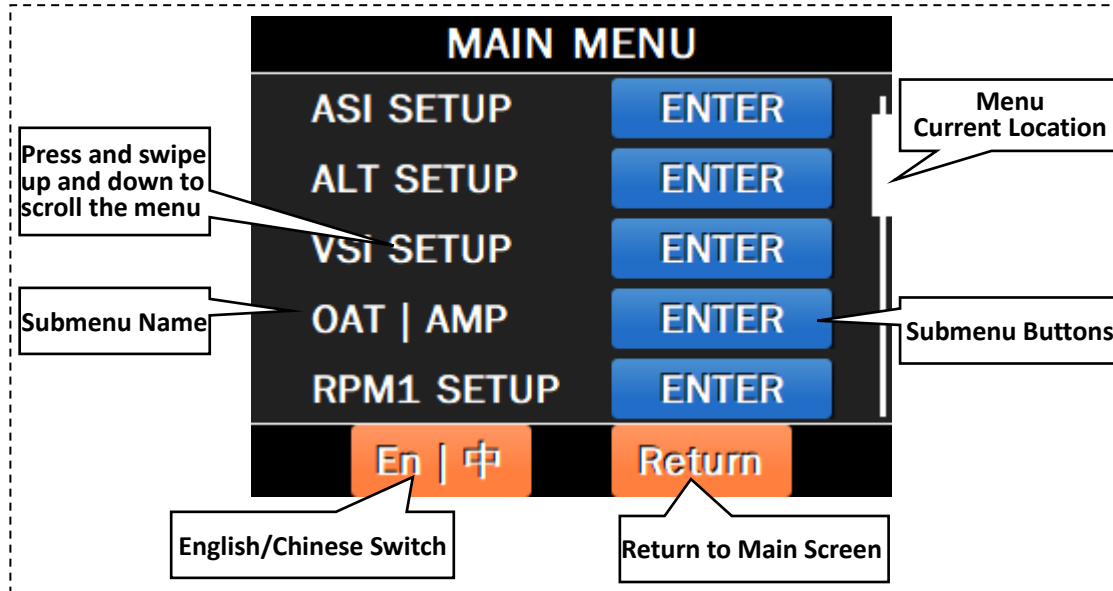 MAIN MENU
ASI SETUP ENTER
Menu
Current Location
Press and swipe
up and down to
scroll the menu
ALT SETUP ENTER
VSI SETUP ENTER
Submenu Name
OAT | AMP ENTER
Submenu Buttons
RPM1 SETUP ENTER
En | 中 Return
English/Chinese Switch
Return to Main Screen